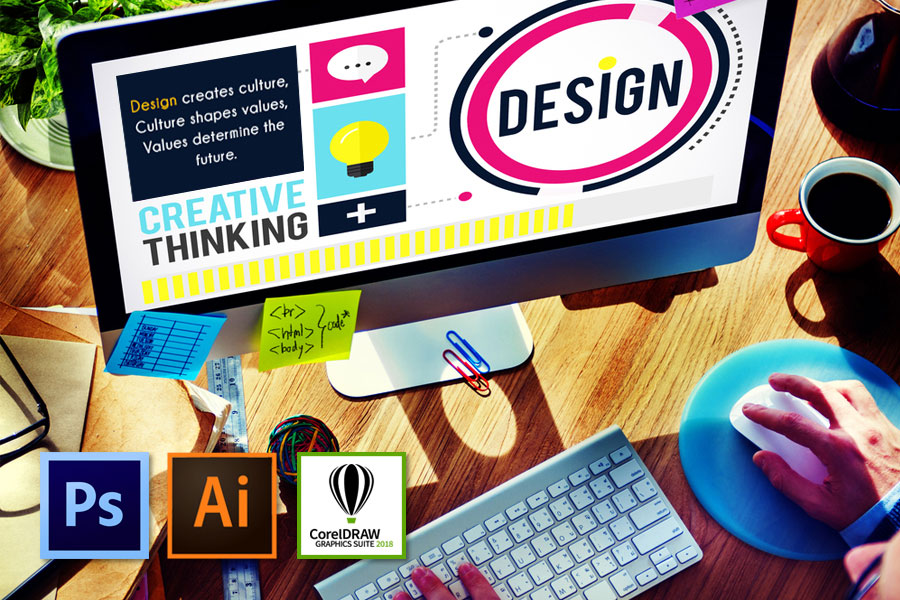 Design creates culture,
Culture shapes values,
Values determine the
future.
CREATIVE
THINKING
DESIGN
<br>
<html>
<body>
} code*
Ps
Ai
CorelDRAW
GRAPHICS SUITE 2018